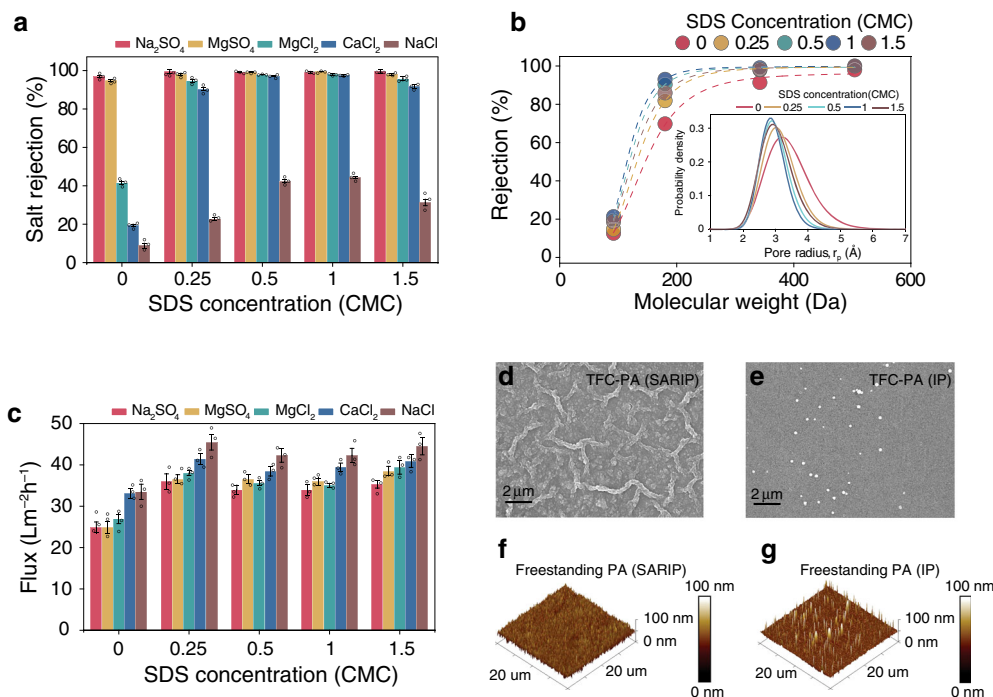 a
Na₂SO₄ MgSO₄ MgCl₂ CaCl₂ NaCl
100
80
60
40
20
0
Salt rejection (%)
0 0.25 0.5 1 1.5
SDS concentration (CMC)
b
SDS Concentration (CMC)
0 0.25 0.5 1 1.5
100
80
60
40
20
0
Rejection (%)
0 200 400 600
Molecular weight (Da)
SDS concentration(CMC)
0 0.25 0.5 1 1.5
0.3
0.2
0.1
0.0
Probability density
1 2 3 4 5 6 7
Pore radius, rₚ (Å)
c
Na₂SO₄ MgSO₄ MgCl₂ CaCl₂ NaCl
50
40
30
20
10
0
Flux (Lm⁻²h⁻¹)
0 0.25 0.5 1 1.5
SDS concentration (CMC)
d
TFC-PA (SARIP)
2 μm
e
TFC-PA (IP)
2 μm
f
Freestanding PA (SARIP)
100 nm
100 nm
0 nm
20 um
20 um
0 nm
g
Freestanding PA (IP)
100 nm
100 nm
0 nm
20 um
20 um
0 nm